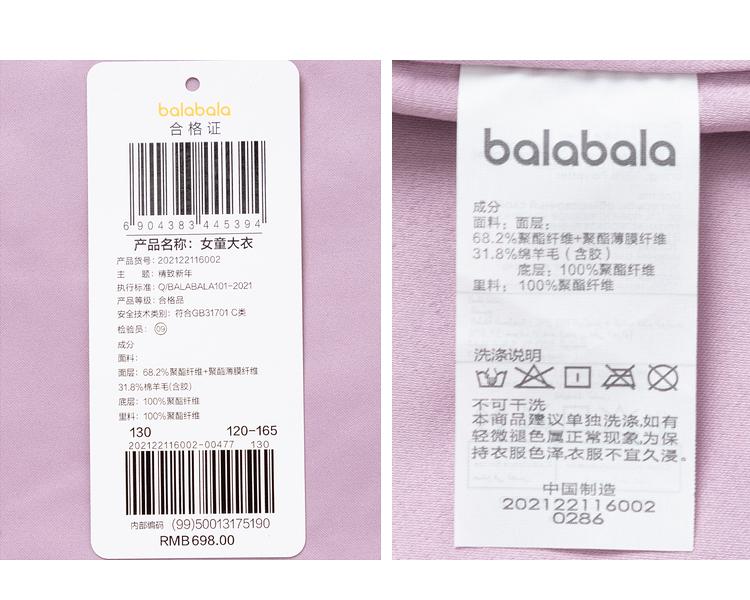 balabala
合格证
6 904383 445394
产品名称：女童大衣
产品货号：202122116002
主 题：精致新年
执行标准：Q/BALABALA101-2021
产品等级：合格品
安全技术类别：符合GB31701 C类
检验员：09
成分
面料：
面层：68.2%聚酯纤维+聚酯薄膜纤维
31.8%棉羊毛(含胶)
底层：100%聚酯纤维
里料：100%聚酯纤维
130 120-165
202122116002-00477 130
内部编码 (99)50013175190
RMB698.00
balabala
成分
面料：面层：
68.2%聚酯纤维+聚酯薄膜纤维
31.8%绵羊毛（含胶）
底层：100%聚酯纤维
里料：100%聚酯纤维
洗涤说明
不可干洗
本商品建议单独洗涤,如有
轻微褪色属正常现象,为保
持衣服色泽,衣服不宜久浸。
中国制造
202122116002
0286